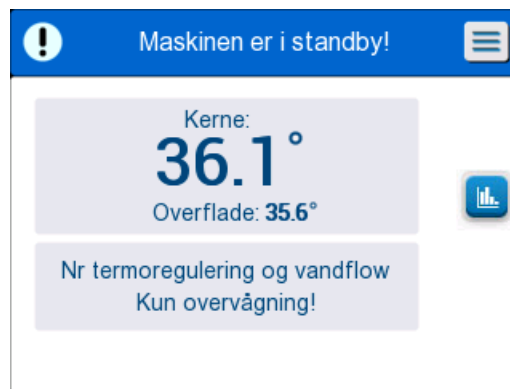 Maskinen er i standby!
Kerne:
36.1°
Overflade: 35.6°
Nr termoregulering og vandflow
Kun overvågning!